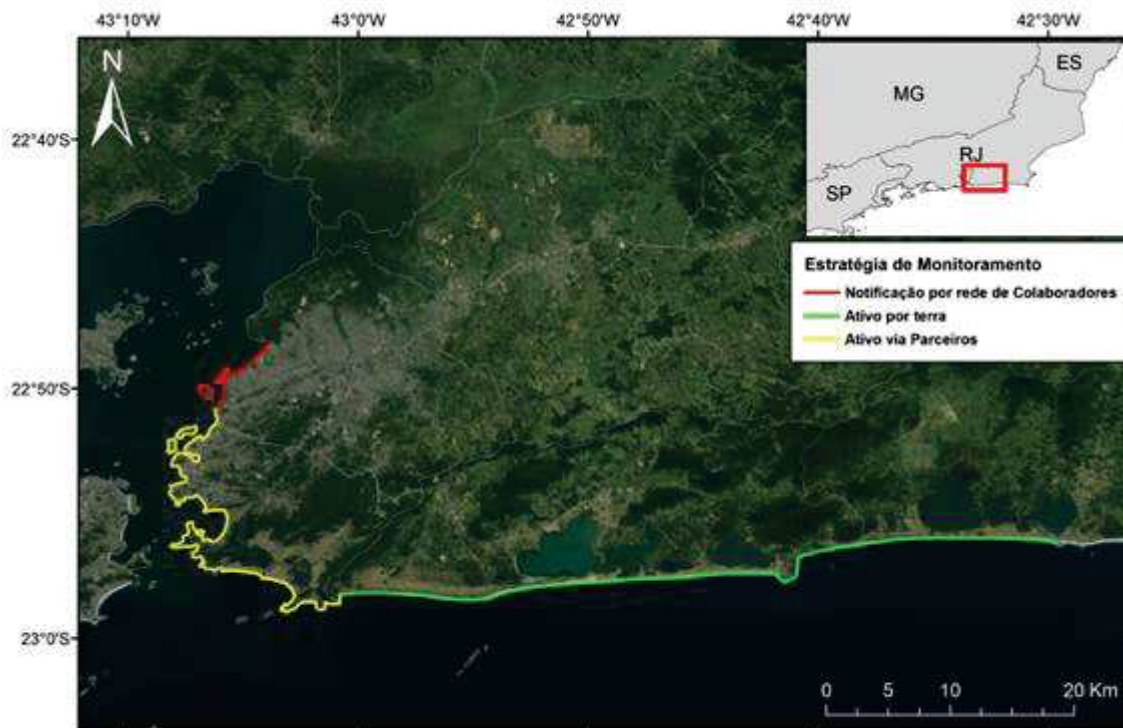 43°10'W 43°0'W 42°50'W 42°40'W 42°30'W
N
ES
MG
22°40'S
RJ
SP
Estratégia de Monitoramento
Notificação por rede de Colaboradores
Ativo por terra
Ativo via Parceiros
22°50'S
23°0'S
0 5 10 20 Km